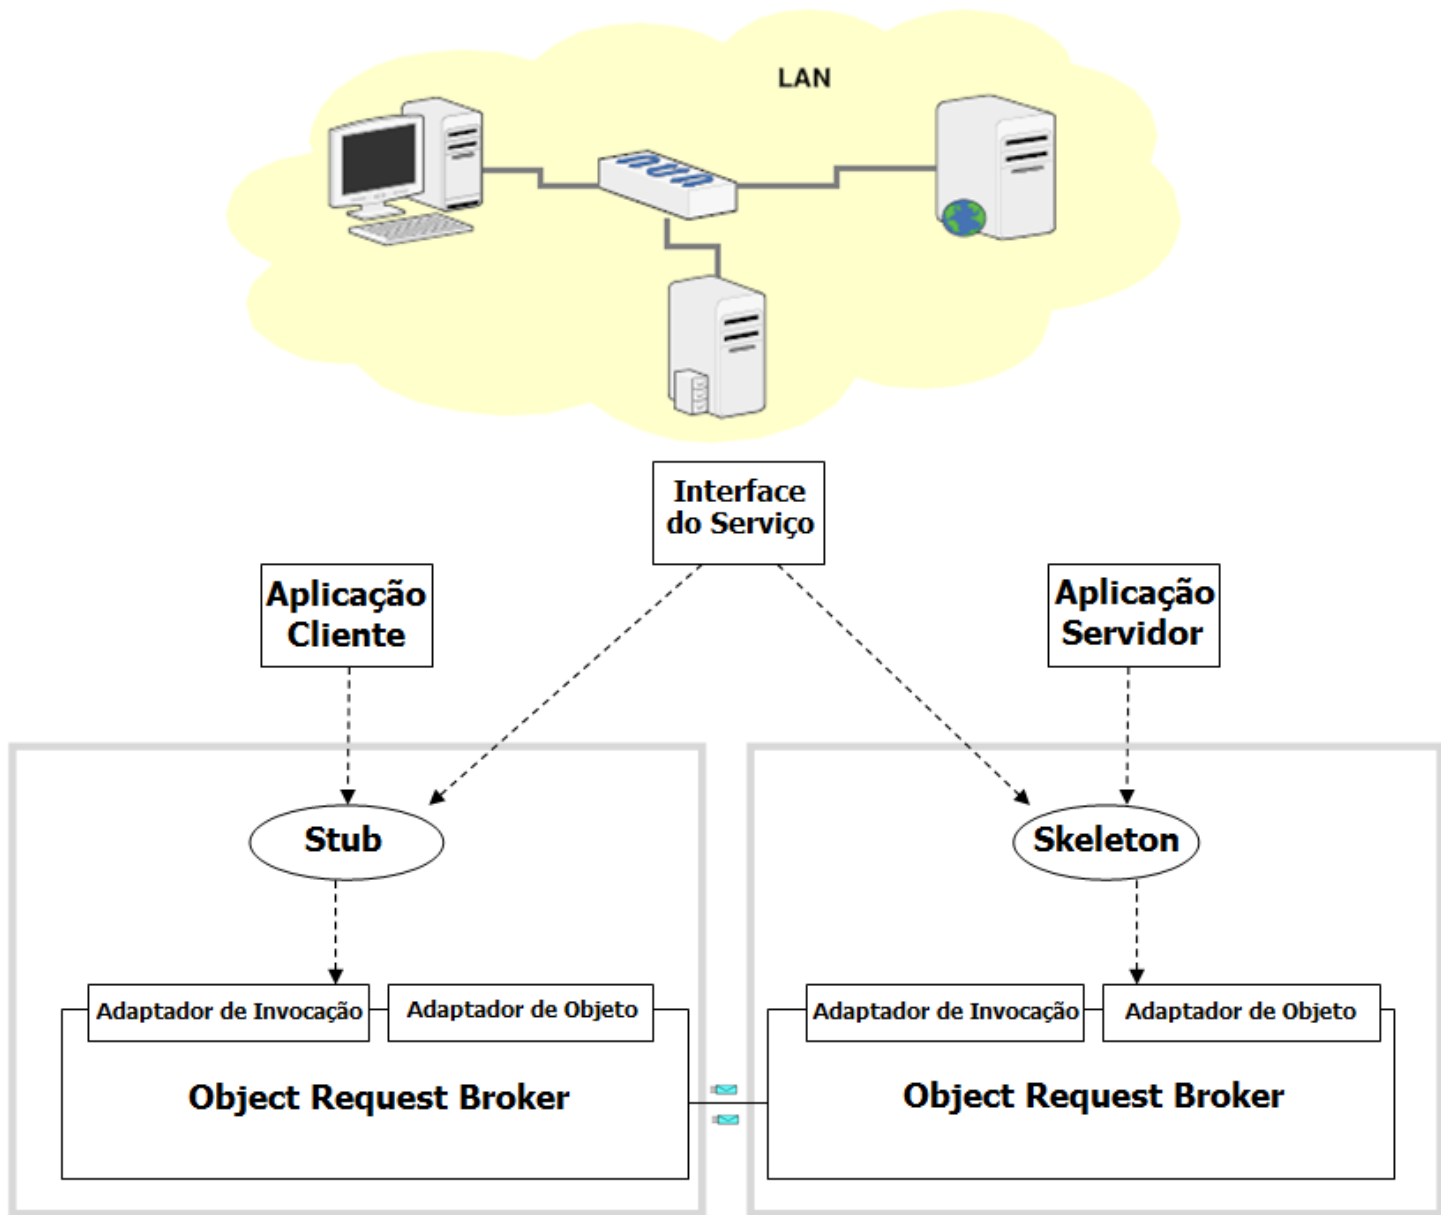 LAN
Interface
do Serviço
Aplicação
Cliente
Aplicação
Servidor
Stub
Skeleton
Adaptador de Invocação
Adaptador de Objeto
Adaptador de Invocação
Adaptador de Objeto
Object Request Broker
Object Request Broker